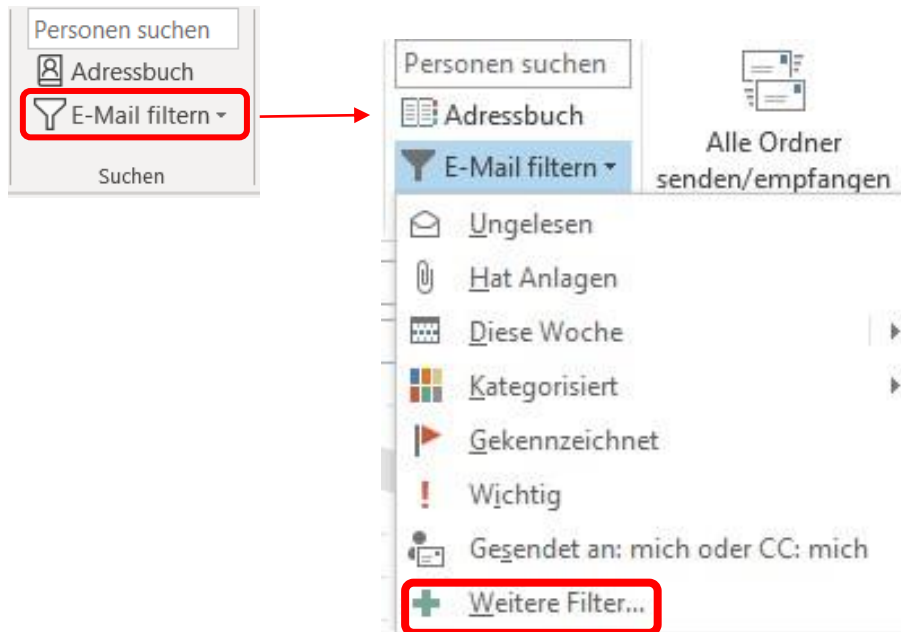 Personen suchen
Adressbuch
E-Mail filtern
Suchen
Personen suchen
Adressbuch
E-Mail filtern
Alle Ordner
senden/empfangen
Ungelesen
Hat Anlagen
Diese Woche
Kategorisiert
Gekennzeichnet
Wichtig
Gesendet an: mich oder CC: mich
Weitere Filter...